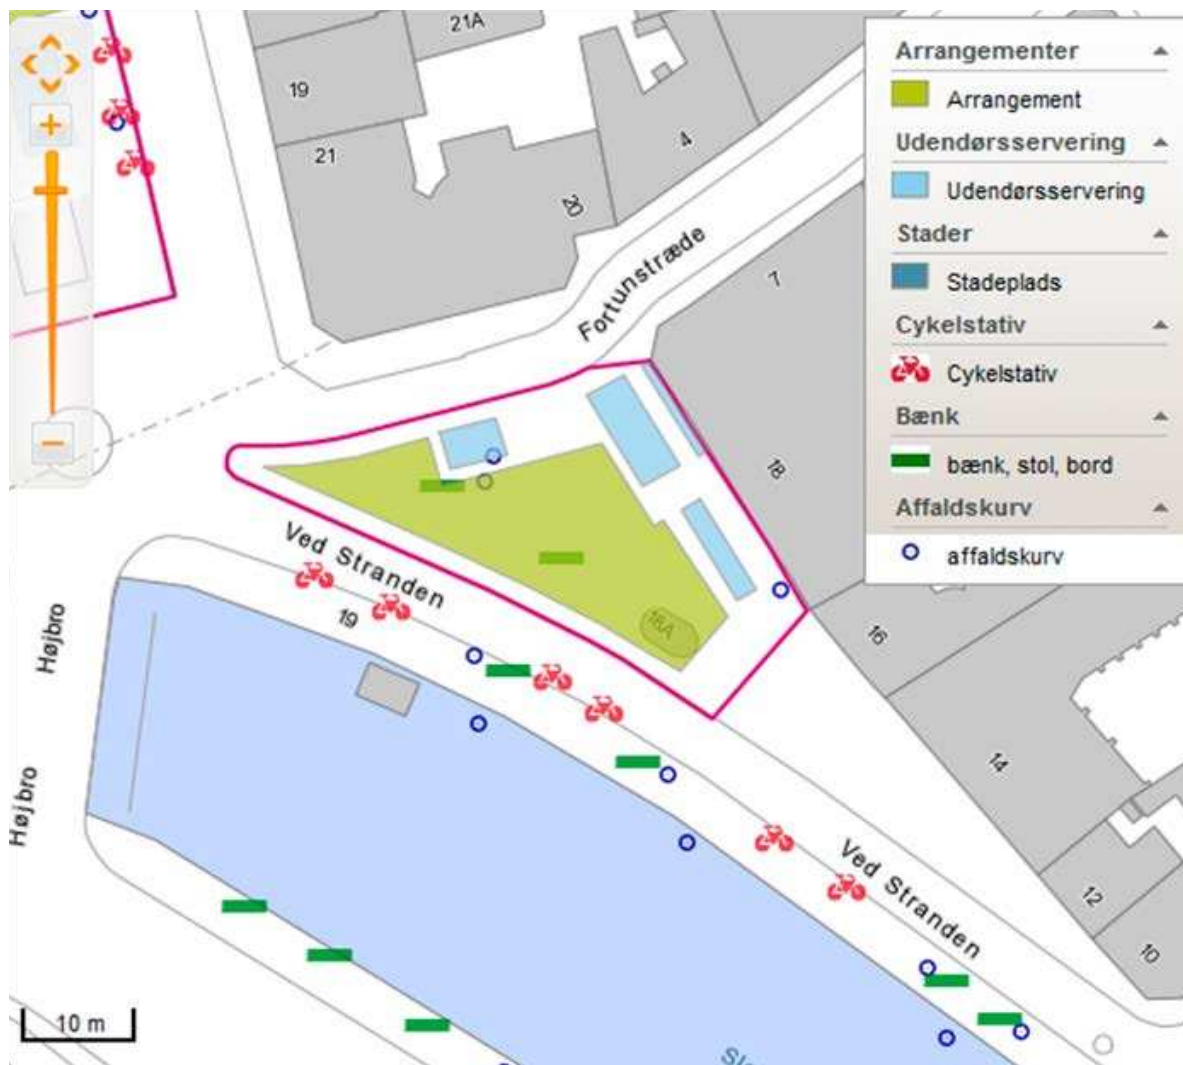 21A
19
21
20
4
7
Fortunstræde
18
Ved Stranden
19
18A
16
14
12
10
Højbro
Højbro
Ved Stranden
10 m
Arrangementer
Arrangement
Udendørsservering
Udendørsservering
Stader
Stadeplads
Cykelstativ
Cykelstativ
Bænk
bænk, stol, bord
Affaldskurv
affaldskurv